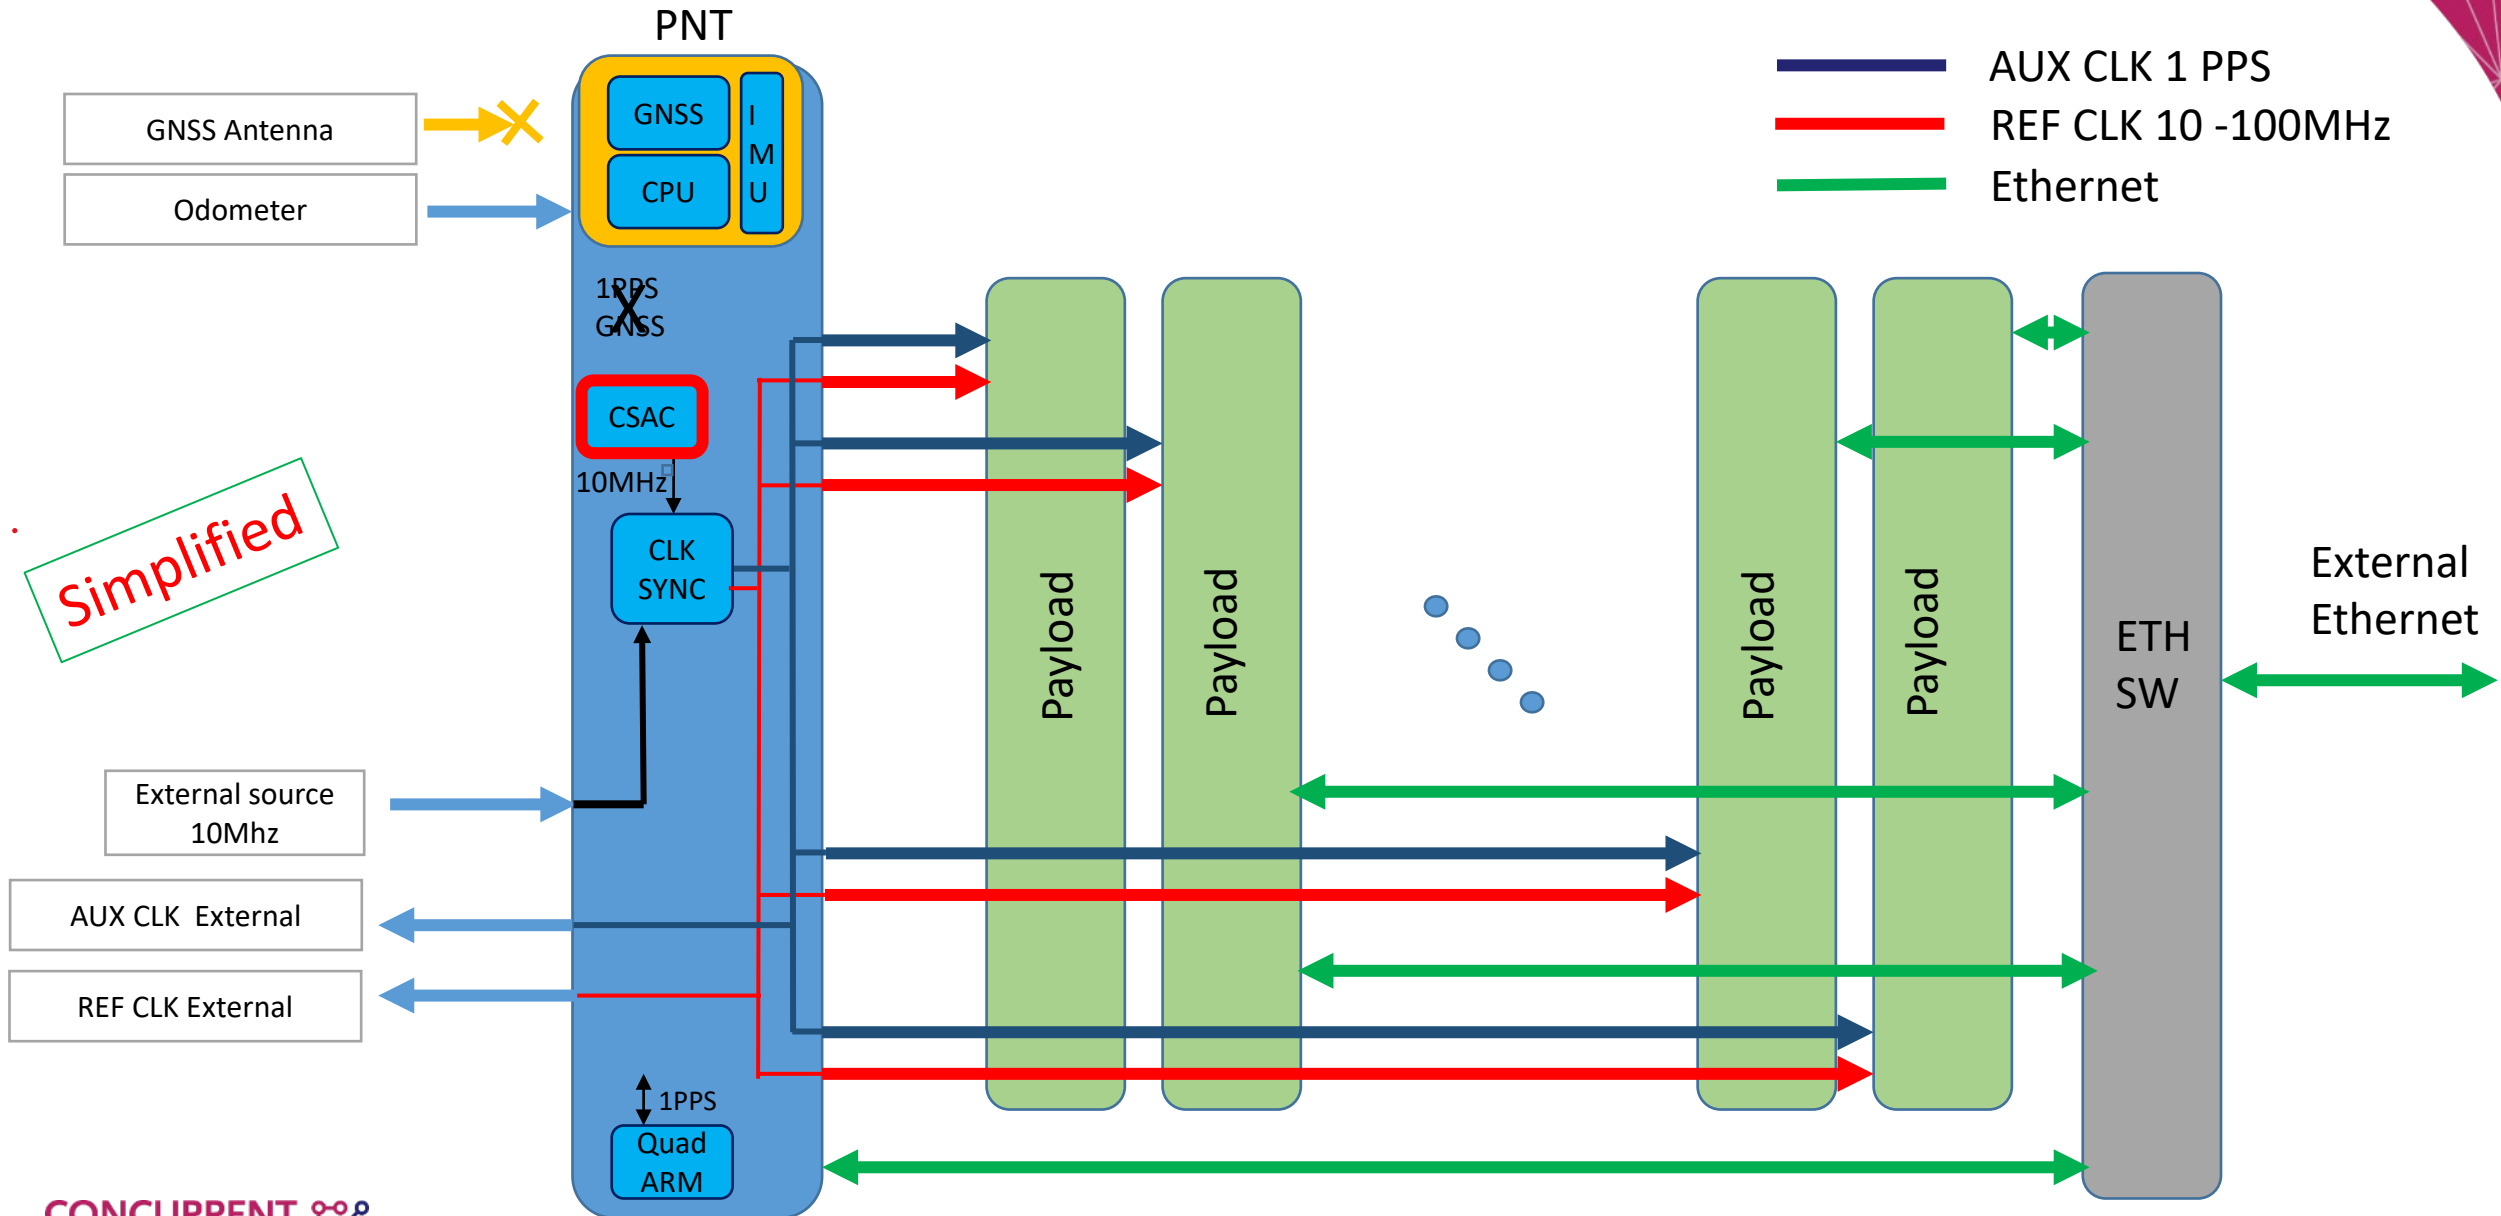 PNT
AUX CLK 1 PPS
REF CLK 10 -100MHz
Ethernet
GNSS Antenna
Odometer
GNSS
CPU
I
M
U
1PPS
GNSS
CSAC
10MHz
CLK
SYNC
Simplified
Payload
Payload
Payload
Payload
ETH
SW
External
Ethernet
External source
10Mhz
AUX CLK External
REF CLK External
1PPS
Quad
ARM
CONCURRENT